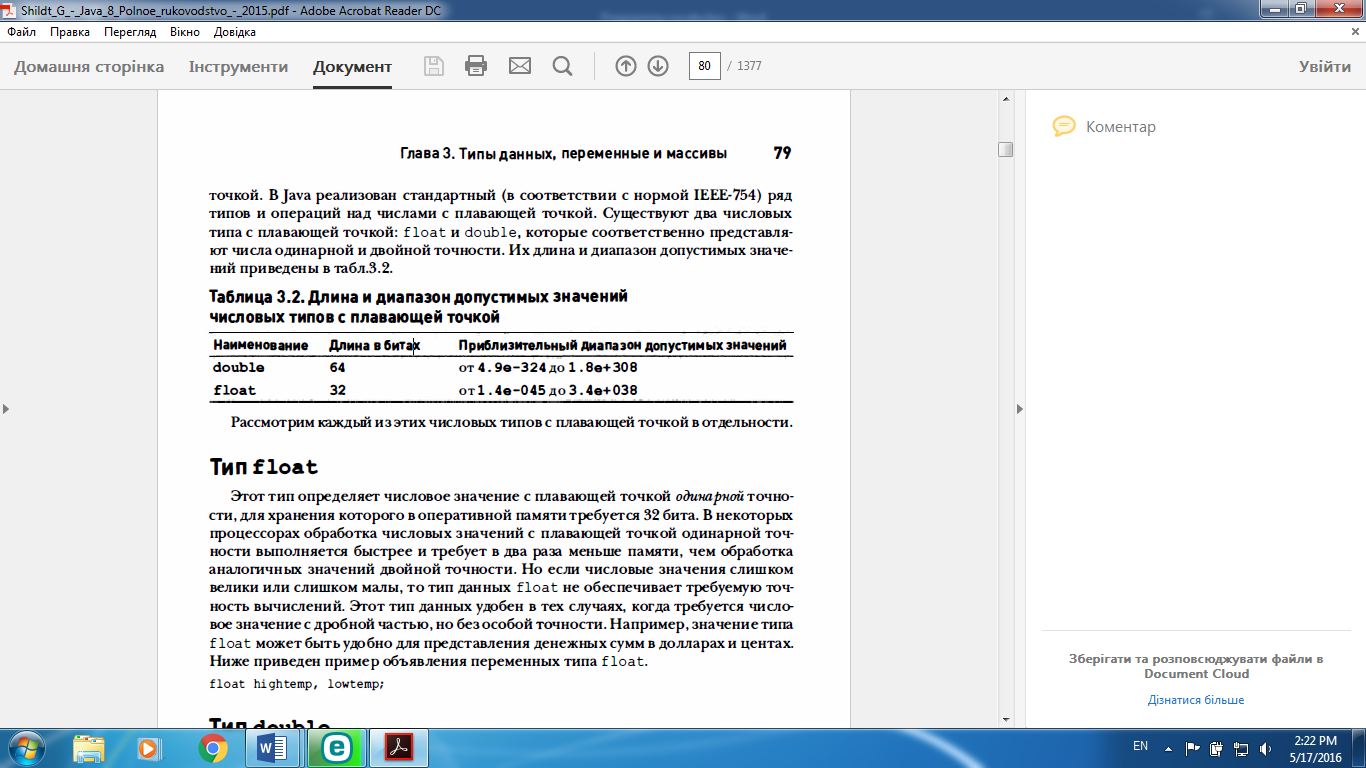 Shildt_G_-_Java_8_Polnoe_rukovodstvo_-_2015.pdf - Adobe Acrobat Reader DC
Файл Правка Перегляд Вікно Довідка
Домашня сторінка Інструменти Документ 80 / 1377 Увійти
Глава 3. Типы данных, переменные и массивы 79
точкой. В Java реализован стандартный (в соответствии с нормой IEEE-754) ряд
типов и операций над числами с плавающей точкой. Существуют два числовых
типа с плавающей точкой: float и double, которые соответственно представля-
ют числа одинарной и двойной точности. Их длина и диапазон допустимых значе-
ний приведены в табл.3.2.
Таблица 3.2. Длина и диапазон допустимых значений
числовых типов с плавающей точкой
Наименование Длина в битах Приблизительный диапазон допустимых значений
double 64 от 4.9e-324 до 1.8e+308
float 32 от 1.4e-045 до 3.4e+038
Рассмотрим каждый из этих числовых типов с плавающей точкой в отдельности.
Тип float
Этот тип определяет числовое значение с плавающей точкой одинарной точно-
сти, для хранения которого в оперативной памяти требуется 32 бита. В некоторых
процессорах обработка числовых значений с плавающей точкой одинарной точ-
ности выполняется быстрее и требует в два раза меньше памяти, чем обработка
аналогичных значений двойной точности. Но если числовые значения слишком
велики или слишком малы, то тип данных float не обеспечивает требуемую точ-
ность вычислений. Этот тип данных удобен в тех случаях, когда требуется число-
вое значение с дробной частью, но без особой точности. Например, значение типа
float может быть удобно для представления денежных сумм в долларах и центах.
Ниже приведен пример объявления переменных типа float.
float hightemp, lowtemp;
Тип double
Коментар
Зберігати та розповсюджувати файли в
Document Cloud
Дізнатися більше
EN
2:22 PM
5/17/2016